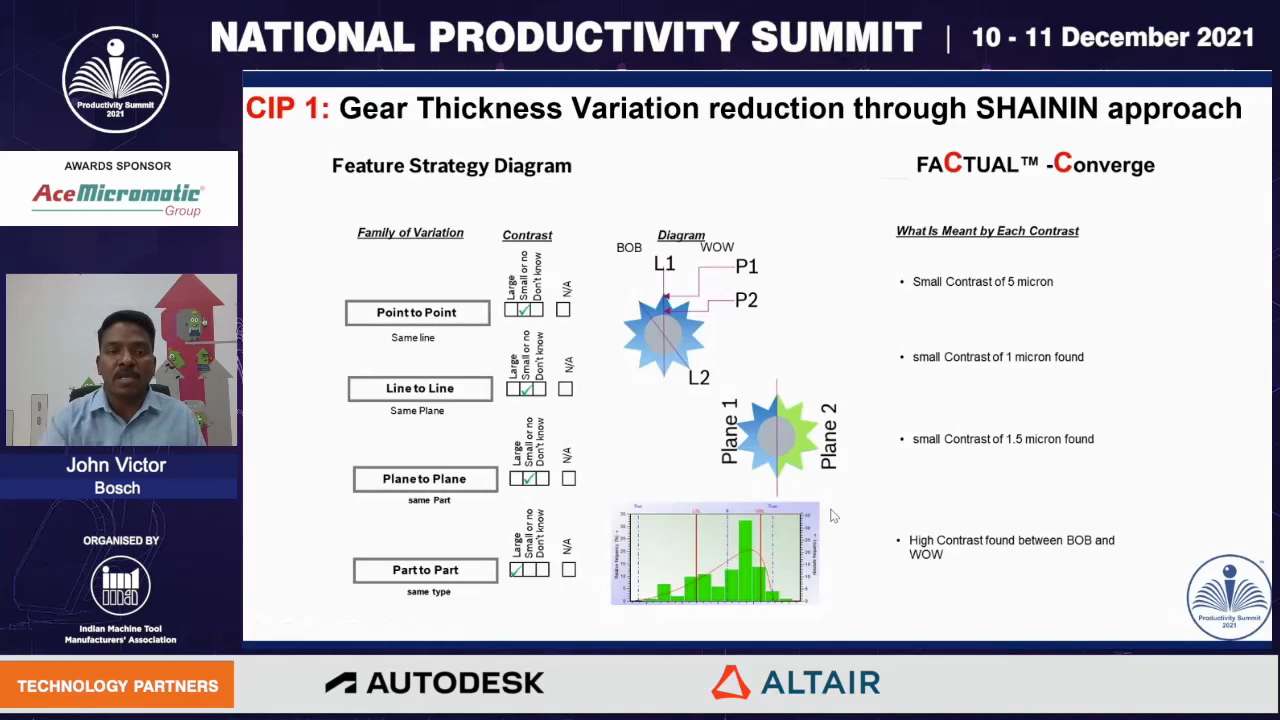 NATIONAL PRODUCTIVITY SUMMIT | 10 - 11 December 2021
Productivity Summit
2021
AWARDS SPONSOR
AceMicromatic
Group
John Victor
Bosch
ORGANISED BY
Indian Machine Tool
Manufacturers' Association
CIP 1: Gear Thickness Variation reduction through SHAININ approach
Feature Strategy Diagram
FACTUAL™ -Converge
Family of Variation
Contrast
Diagram
What Is Meant by Each Contrast
BOB
WOW
L1
P1
P2
L2
Large
Small or no
Don't know
N/A
Point to Point
Same line
• Small Contrast of 5 micron
Large
Small or no
Don't know
N/A
Line to Line
Same Plane
• small Contrast of 1 micron found
Large
Small or no
Don't know
N/A
Plane to Plane
same Part
Plane 1
Plane 2
• small Contrast of 1.5 micron found
Large
Small or no
Don't know
N/A
Part to Part
same type
• High Contrast found between BOB and
WOW
Productivity Summit
2021
TECHNOLOGY PARTNERS
AUTODESK
ALTAIR